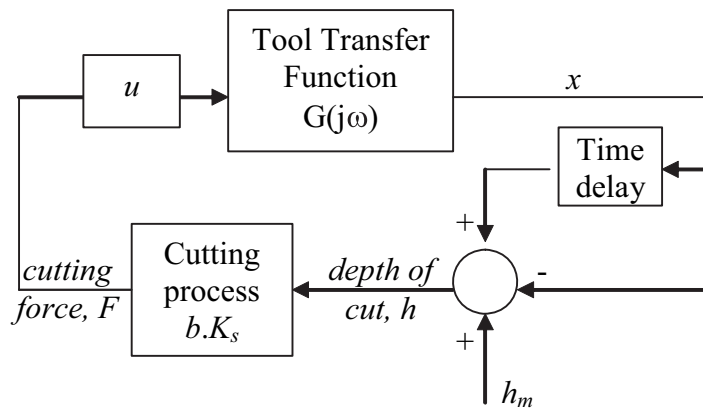 Tool Transfer
Function
G(jω)
u
x
Time
delay
+
-
Cutting
process
b.Kₛ
cutting
force, F
depth of
cut, h
+
hₘ